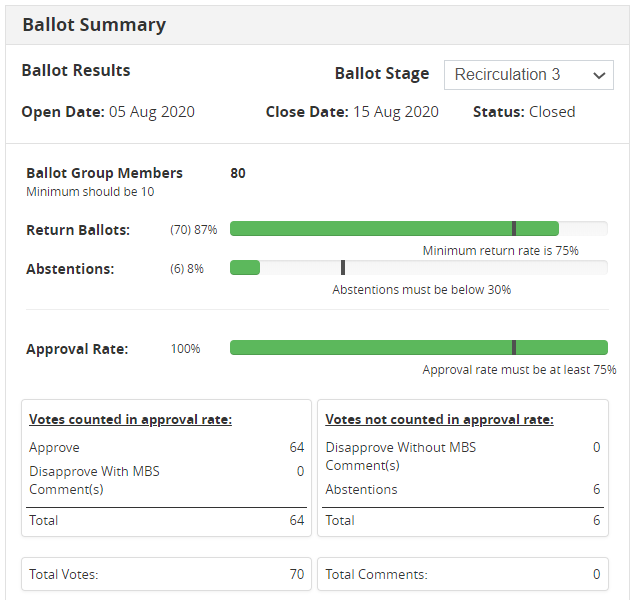 Ballot Summary
Ballot Results
Ballot Stage
Recirculation 3
Open Date: 05 Aug 2020
Close Date: 15 Aug 2020
Status: Closed
Ballot Group Members 80
Minimum should be 10
Return Ballots: (70) 87%
Minimum return rate is 75%
Abstentions: (6) 8%
Abstentions must be below 30%
Approval Rate: 100%
Approval rate must be at least 75%
Votes counted in approval rate:
Approve 64
Disapprove With MBS 0
Comment(s)
Total 64
Votes not counted in approval rate:
Disapprove Without MBS 0
Comment(s)
Abstentions 6
Total 6
Total Votes: 70
Total Comments: 0